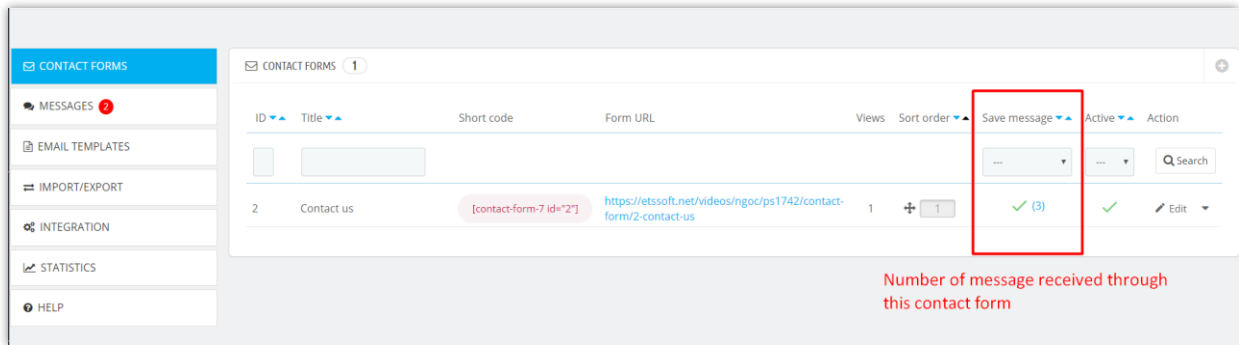 CONTACT FORMS
MESSAGES 2
EMAIL TEMPLATES
IMPORT/EXPORT
INTEGRATION
STATISTICS
HELP
CONTACT FORMS 1
ID Title Short code Form URL Views Sort order Save message Active Action
--- --- Search
2 Contact us [contact-form-7 id="2"] https://etssoft.net/videos/ngoc/ps1742/contact-
form/2-contact-us 1 1 (3) Edit
Number of message received through
this contact form